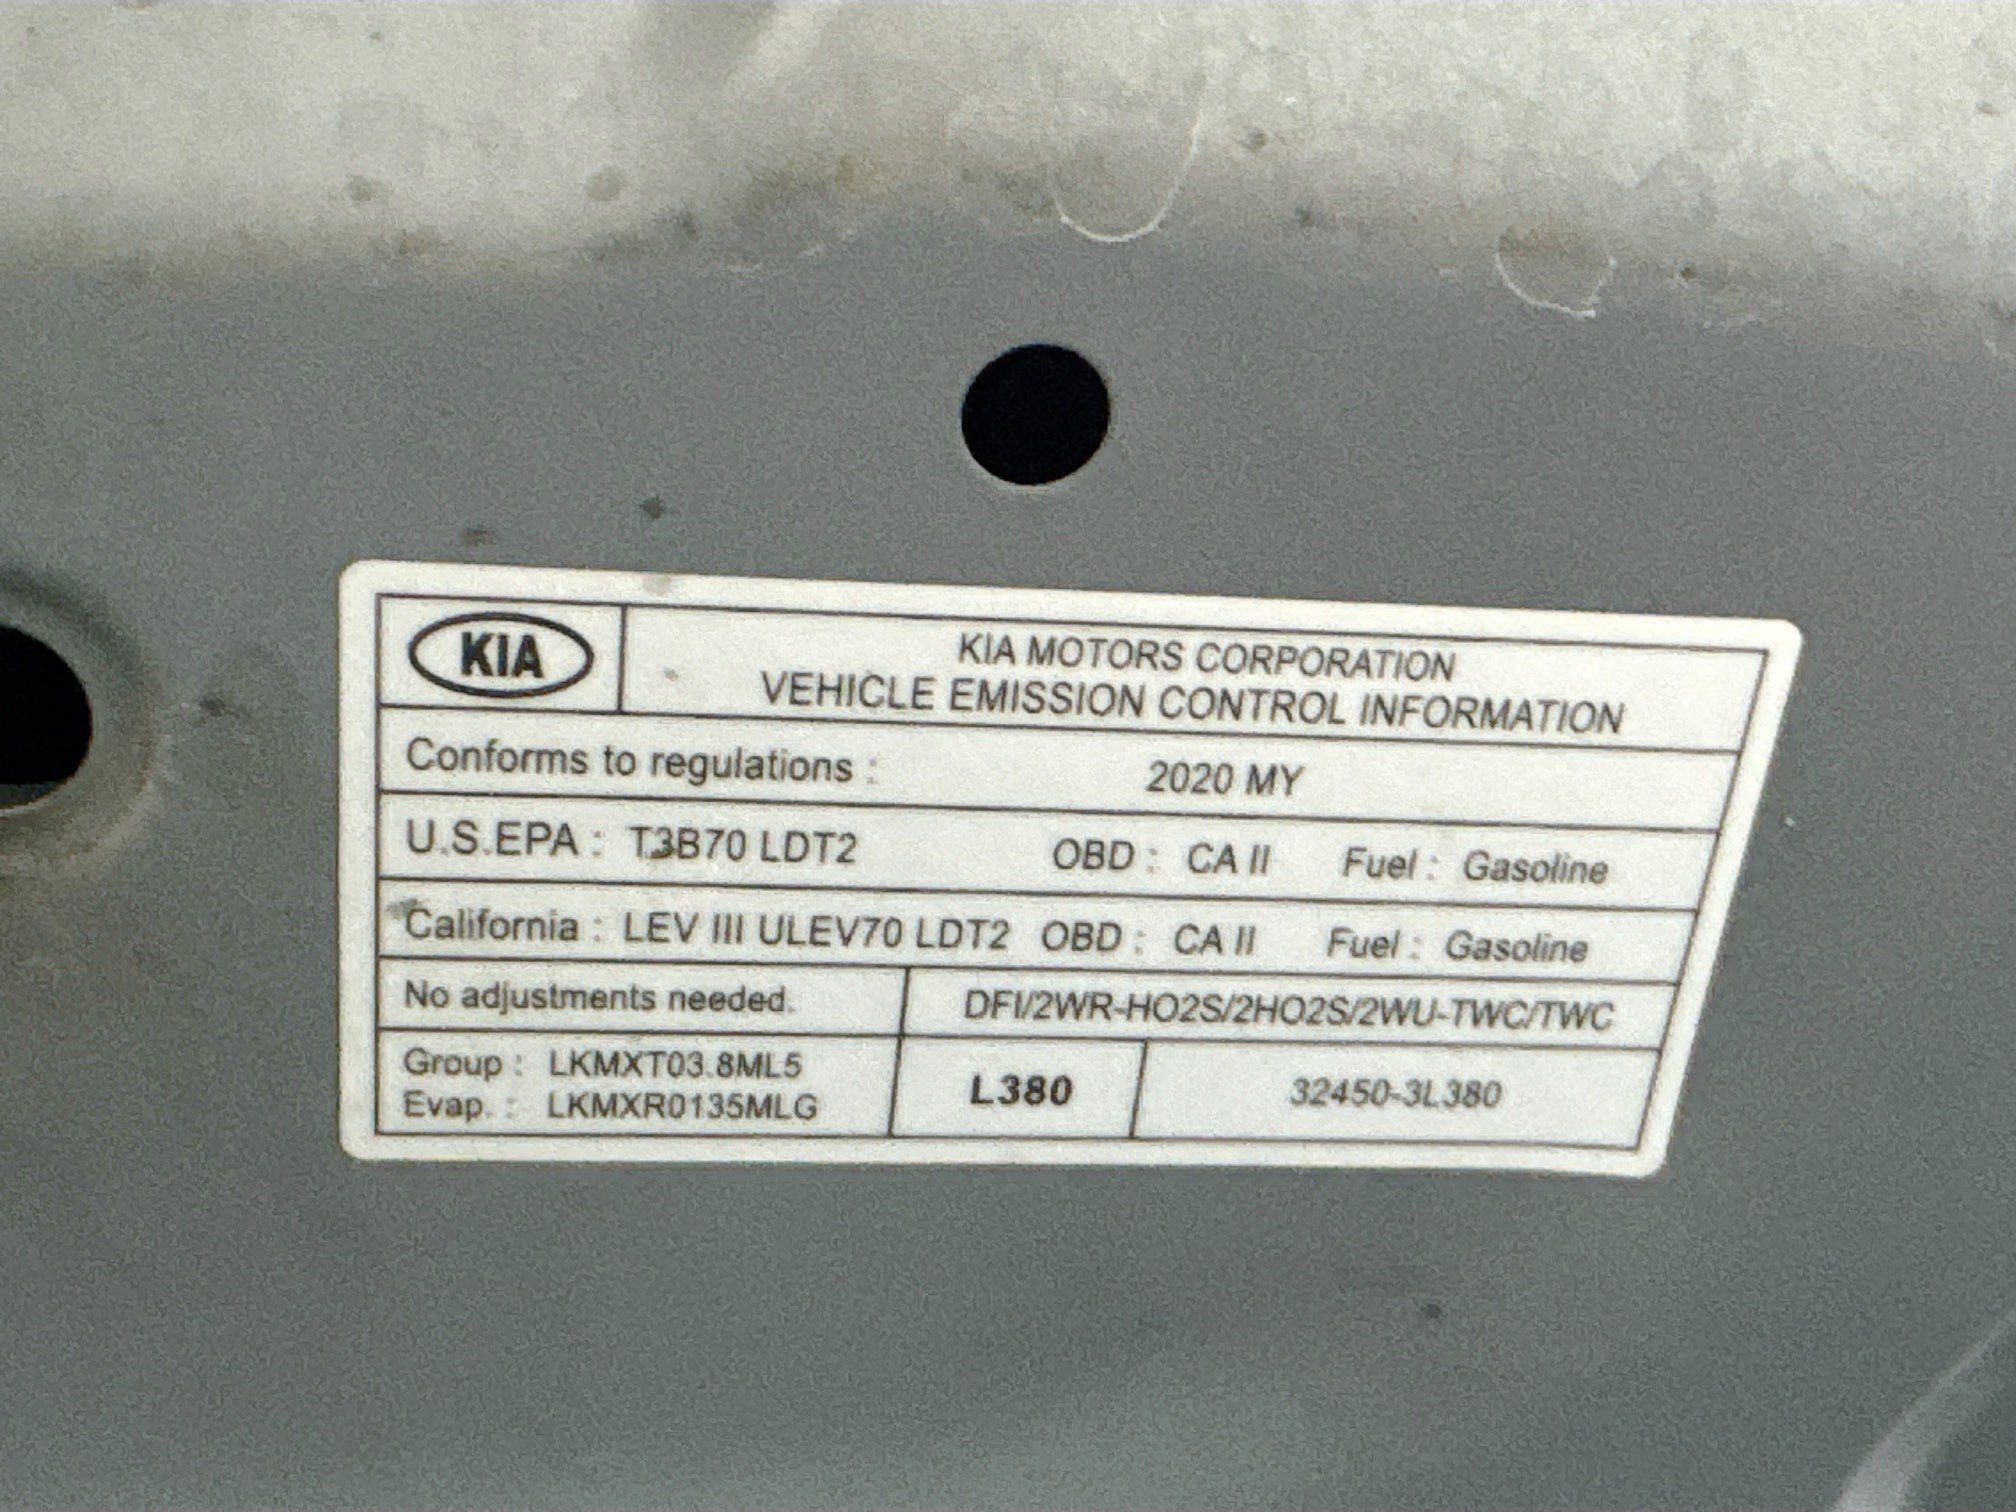 KIA
KIA MOTORS CORPORATION
VEHICLE EMISSION CONTROL INFORMATION
Conforms to regulations : 2020 MY
U.S.EPA : T3B70 LDT2 OBD : CA II Fuel : Gasoline
California : LEV III ULEV70 LDT2 OBD : CA II Fuel : Gasoline
No adjustments needed. DFI/2WR-HO2S/2HO2S/2WU-TWC/TWC
Group : LKMXT03.8ML5
Evap. : LKMXR0135MLG
L380
32450-3L380